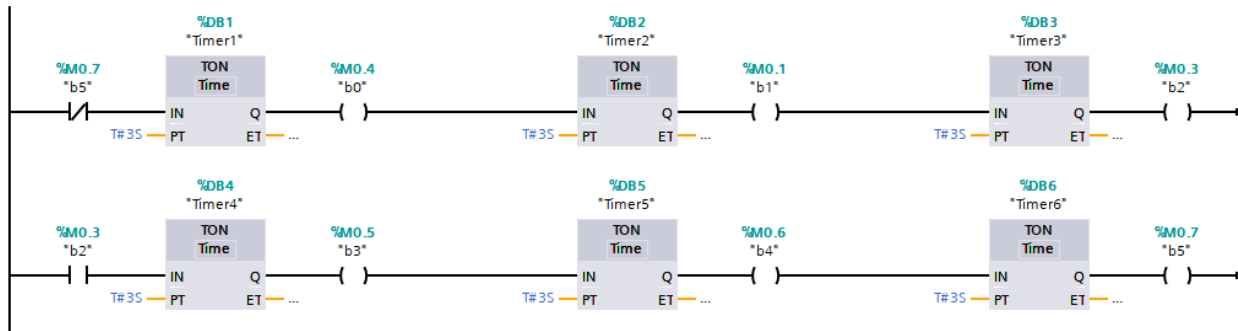 %DB1 %DB2 %DB3
"Timer1" "Timer2" "Timer3"
%M0.7 TON %M0.4 TON %M0.1 TON %M0.3
"b5" Time "b0" Time "b1" Time "b2"
IN Q IN Q IN Q
T#3S PT ET ... T#3S PT ET ... T#3S PT ET ...
%DB4 %DB5 %DB6
"Timer4" "Timer5" "Timer6"
%M0.3 TON %M0.5 TON %M0.6 TON %M0.7
"b2" Time "b3" Time "b4" Time "b5"
IN Q IN Q IN Q
T#3S PT ET ... T#3S PT ET ... T#3S PT ET ...